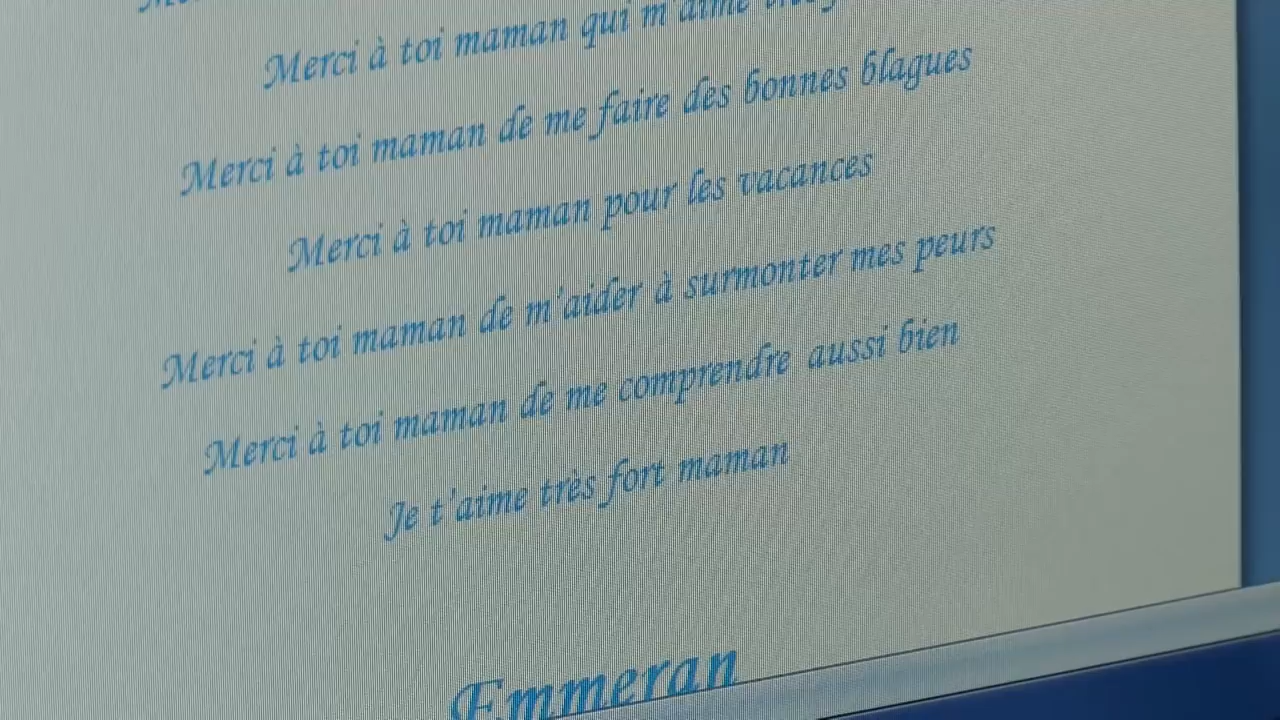 Merci à toi maman qui m'aime
Merci à toi maman de me faire des bonnes blagues
Merci à toi maman pour les vacances
Merci à toi maman de m'aider à surmonter mes peurs
Merci à toi maman de me comprendre aussi bien
Je t'aime très fort maman
Emmeran